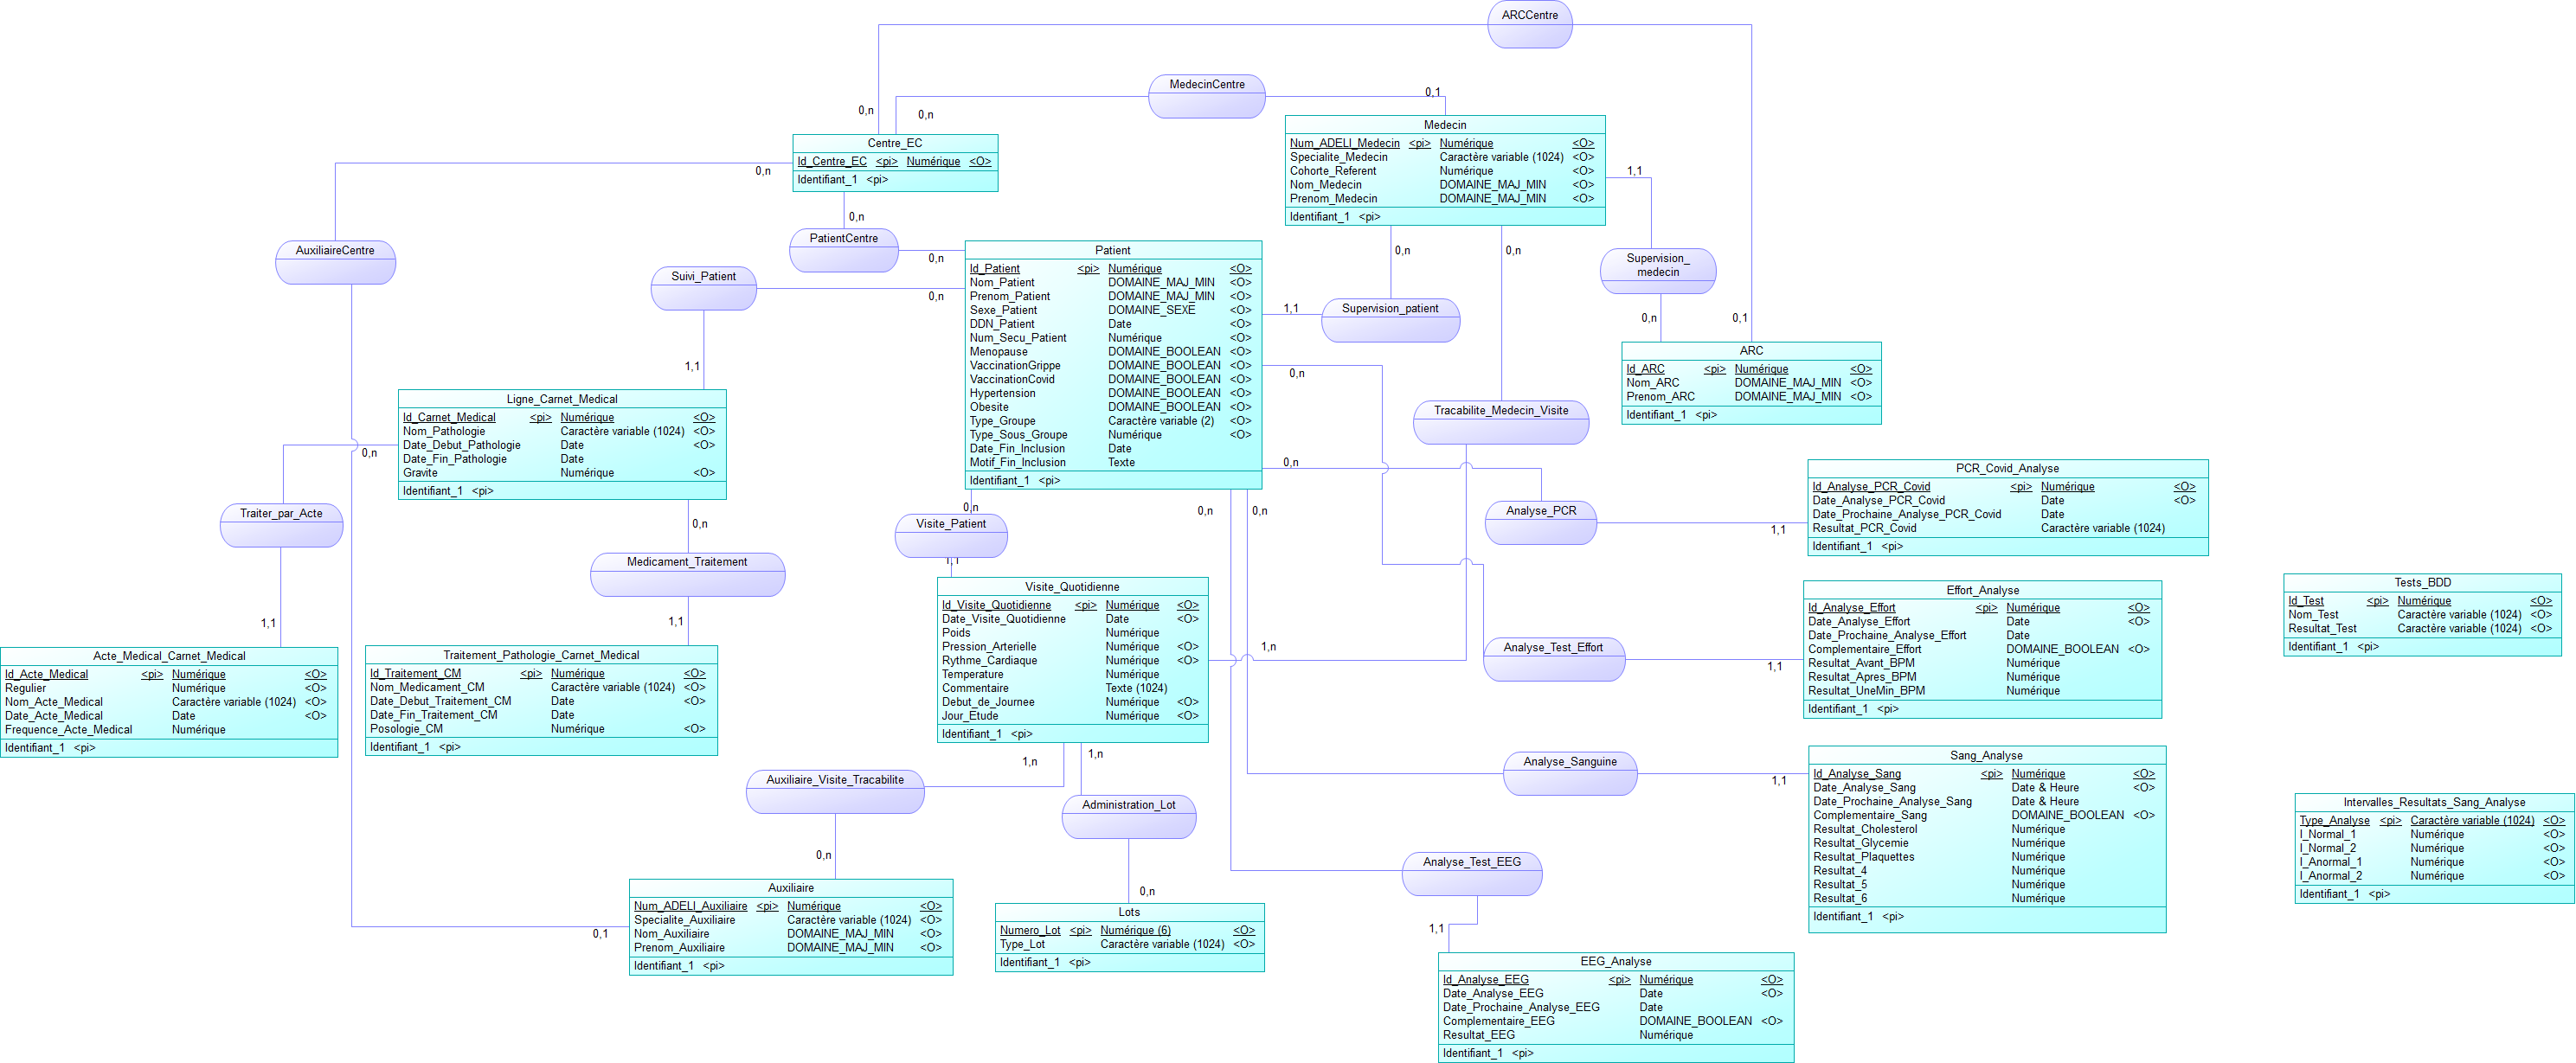 ARCCentre
0,n
0,1
MedecinCentre
0,n
0,1
Centre_EC
Id_Centre_EC <pi> Numérique <O>
Identifiant_1 <pi>
0,n
0,n
Medecin
Num_ADELI_Medecin <pi> Numérique <O>
Specialite_Medecin Caractère variable (1024) <O>
Cohorte_Referent Numérique <O>
Nom_Medecin DOMAINE_MAJ_MIN <O>
Prenom_Medecin DOMAINE_MAJ_MIN <O>
Identifiant_1 <pi>
1,1
0,n
0,n
AuxiliaireCentre
PatientCentre
0,n
Suivi_Patient
0,n
1,1
Patient
Id_Patient <pi> Numérique <O>
Nom_Patient DOMAINE_MAJ_MIN <O>
Prenom_Patient DOMAINE_MAJ_MIN <O>
Sexe_Patient DOMAINE_SEXE <O>
DDN_Patient Date <O>
Num_Secu_Patient Numérique <O>
Menopause DOMAINE_BOOLEAN <O>
VaccinationGrippe DOMAINE_BOOLEAN <O>
VaccinationCovid DOMAINE_BOOLEAN <O>
Hypertension DOMAINE_BOOLEAN <O>
Obesite DOMAINE_BOOLEAN <O>
Type_Groupe Caractère variable (2) <O>
Type_Sous_Groupe Numérique <O>
Date_Fin_Inclusion Date
Motif_Fin_Inclusion Texte
Identifiant_1 <pi>
1,1
Supervision_patient
Supervision_
medecin
0,n
ARC
Id_ARC <pi> Numérique <O>
Nom_ARC DOMAINE_MAJ_MIN <O>
Prenom_ARC DOMAINE_MAJ_MIN <O>
Identifiant_1 <pi>
0,n
Tracabilite_Medecin_Visite
Ligne_Carnet_Medical
Id_Carnet_Medical <pi> Numérique <O>
Nom_Pathologie Caractère variable (1024) <O>
Date_Debut_Pathologie Date <O>
Date_Fin_Pathologie Date
Gravite Numérique <O>
Identifiant_1 <pi>
0,n
0,n
Traiter_par_Acte
1,1
Medicament_Traitement
1,1
0,n
Visite_Patient
1,1
0,n
0,n
0,n
Analyse_PCR
1,1
PCR_Covid_Analyse
Id_Analyse_PCR_Covid <pi> Numérique <O>
Date_Analyse_PCR_Covid Date <O>
Date_Prochaine_Analyse_PCR_Covid Date
Resultat_PCR_Covid Caractère variable (1024)
Identifiant_1 <pi>
Tests_BDD
Id_Test <pi> Numérique <O>
Nom_Test Caractère variable (1024) <O>
Resultat_Test Caractère variable (1024) <O>
Identifiant_1 <pi>
Effort_Analyse
Id_Analyse_Effort <pi> Numérique <O>
Date_Analyse_Effort Date <O>
Date_Prochaine_Analyse_Effort Date
Complementaire_Effort DOMAINE_BOOLEAN <O>
Resultat_Avant_BPM Numérique
Resultat_Apres_BPM Numérique
Resultat_UneMin_BPM Numérique
Identifiant_1 <pi>
Analyse_Test_Effort
1,1
Visite_Quotidienne
Id_Visite_Quotidienne <pi> Numérique <O>
Date_Visite_Quotidienne Date <O>
Poids Numérique
Pression_Arterielle Numérique <O>
Rythme_Cardiaque Numérique <O>
Temperature Numérique
Commentaire Texte (1024)
Debut_de_Journee Numérique <O>
Jour_Etude Numérique <O>
Identifiant_1 <pi>
1,n
1,n
1,n
Acte_Medical_Carnet_Medical
Id_Acte_Medical <pi> Numérique <O>
Regulier Numérique <O>
Nom_Acte_Medical Caractère variable (1024) <O>
Date_Acte_Medical Date <O>
Frequence_Acte_Medical Numérique
Identifiant_1 <pi>
Traitement_Pathologie_Carnet_Medical
Id_Traitement_CM <pi> Numérique <O>
Nom_Medicament_CM Caractère variable (1024) <O>
Date_Debut_Traitement_CM Date <O>
Date_Fin_Traitement_CM Date
Posologie_CM Numérique <O>
Identifiant_1 <pi>
Auxiliaire_Visite_Tracabilite
0,n
Administration_Lot
0,n
Analyse_Sanguine
1,1
Sang_Analyse
Id_Analyse_Sang <pi> Numérique <O>
Date_Analyse_Sang Date & Heure <O>
Date_Prochaine_Analyse_Sang Date & Heure
Complementaire_Sang DOMAINE_BOOLEAN <O>
Resultat_Cholesterol Numérique
Resultat_Glycemie Numérique
Resultat_Plaquettes Numérique
Resultat_4 Numérique
Resultat_5 Numérique
Resultat_6 Numérique
Identifiant_1 <pi>
Intervalles_Resultats_Sang_Analyse
Type_Analyse <pi> Caractère variable (1024) <O>
I_Normal_1 Numérique <O>
I_Normal_2 Numérique <O>
I_Anormal_1 Numérique <O>
I_Anormal_2 Numérique <O>
Identifiant_1 <pi>
Auxiliaire
Num_ADELI_Auxiliaire <pi> Numérique <O>
Specialite_Auxiliaire Caractère variable (1024) <O>
Nom_Auxiliaire DOMAINE_MAJ_MIN <O>
Prenom_Auxiliaire DOMAINE_MAJ_MIN <O>
Identifiant_1 <pi>
0,1
Lots
Numero_Lot <pi> Numérique (6) <O>
Type_Lot Caractère variable (1024) <O>
Identifiant_1 <pi>
Analyse_Test_EEG
1,1
EEG_Analyse
Id_Analyse_EEG <pi> Numérique <O>
Date_Analyse_EEG Date <O>
Date_Prochaine_Analyse_EEG Date
Complementaire_EEG DOMAINE_BOOLEAN <O>
Resultat_EEG Numérique
Identifiant_1 <pi>